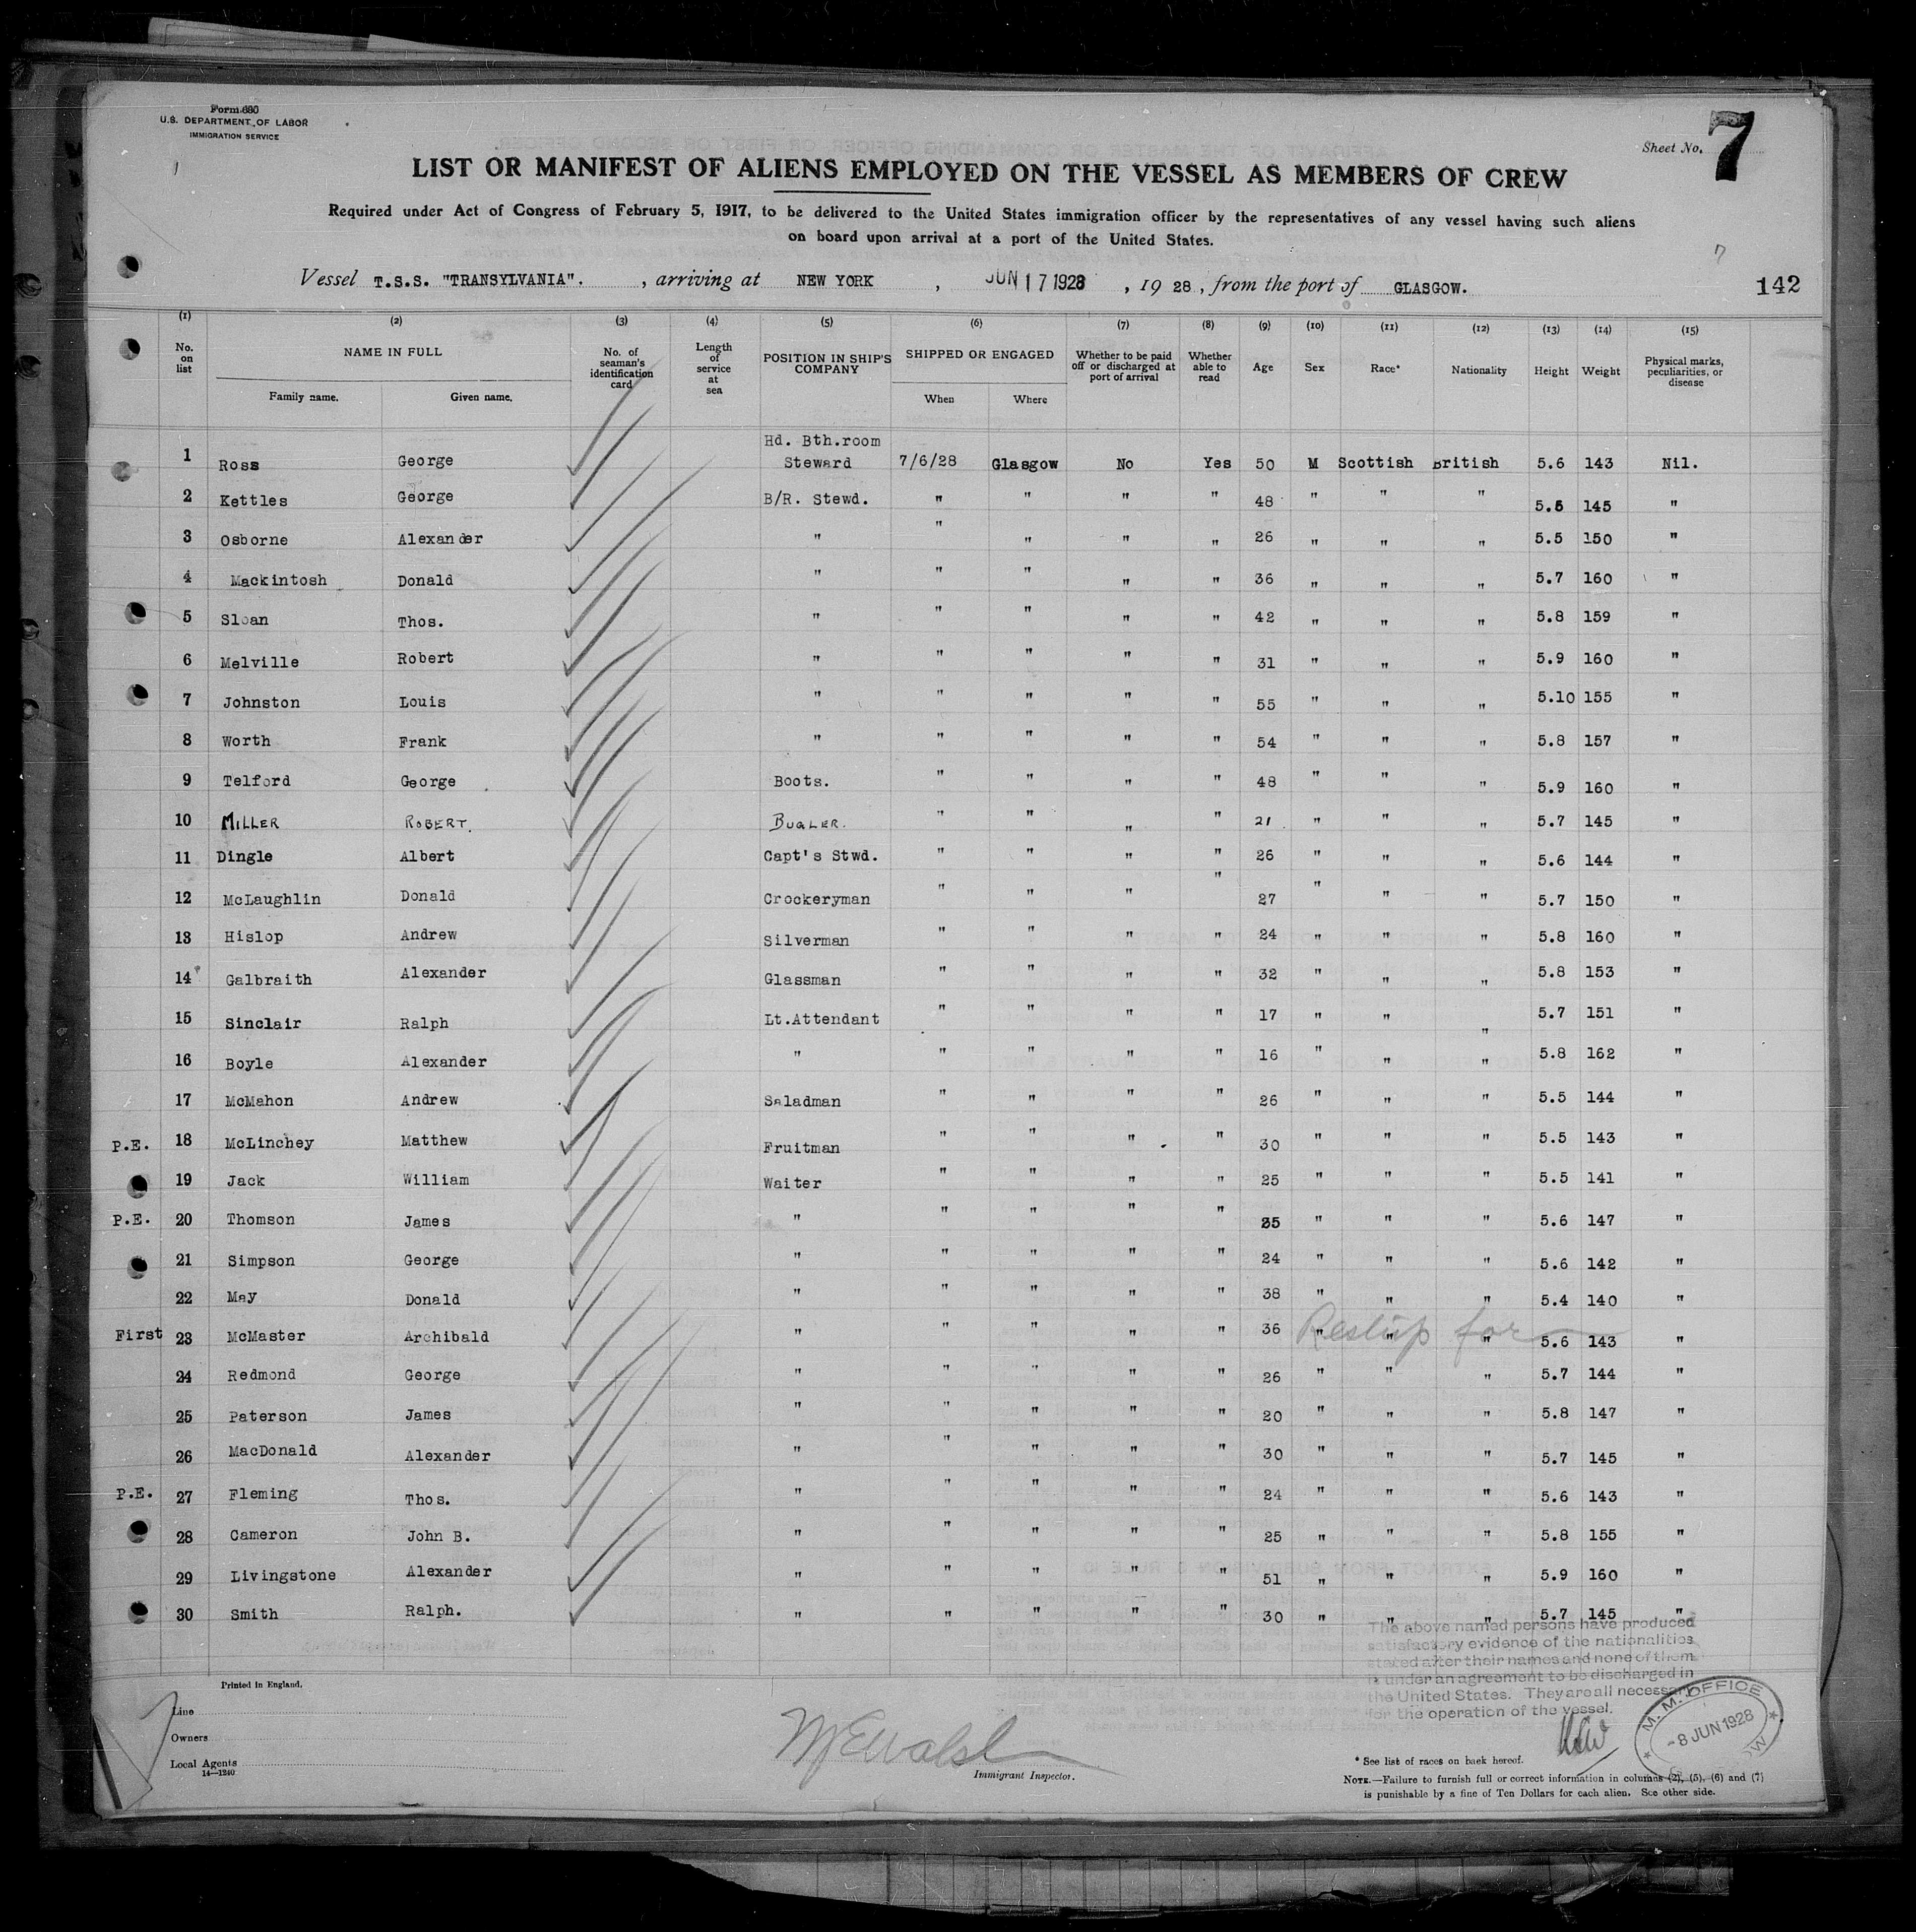 Form 680
U.S. DEPARTMENT OF LABOR
IMMIGRATION SERVICE
Sheet No. 7
LIST OR MANIFEST OF ALIENS EMPLOYED ON THE VESSEL AS MEMBERS OF CREW
Required under Act of Congress of February 5, 1917, to be delivered to the United States immigration officer by the representatives of any vessel having such aliens
on board upon arrival at a port of the United States.
7
Vessel T.S.S. "TRANSYLVANIA". , arriving at NEW YORK , JUN 17 1928 , 19 28 , from the port of GLASGOW. 142
(1) (2) (3) (4) (5) (6) (7) (8) (9) (10) (11) (12) (13) (14) (15)
No. on list NAME IN FULL Family name. Given name. No. of seaman's identification card Length of service at sea POSITION IN SHIP'S COMPANY SHIPPED OR ENGAGED When Where Whether to be paid off or discharged at port of arrival Whether able to read Age Sex Race* Nationality Height Weight Physical marks, peculiarities, or disease
1 Ross George Hd. Bth.room Steward 7/6/28 Glasgow No Yes 50 M Scottish British 5.6 143 Nil.
2 Kettles George B/R. Stewd. " " " " 48 " " " 5.6 145 "
3 Osborne Alexander " " " " " 26 " " " 5.5 150 "
4 Mackintosh Donald " " " " " 36 " " " 5.7 160 "
5 Sloan Thos. " " " " " 42 " " " 5.8 159 "
6 Melville Robert " " " " " 31 " " " 5.9 160 "
7 Johnston Louis " " " " " 55 " " " 5.10 155 "
8 Worth Frank " " " " " 54 " " " 5.8 157 "
9 Telford George Boots. " " " " 48 " " " 5.9 160 "
10 MILLER ROBERT. BUGLER. " " " " 21 " " " 5.7 145 "
11 Dingle Albert Capt's Stwd. " " " " 26 " " " 5.6 144 "
12 McLaughlin Donald Crockeryman " " " " 27 " " " 5.7 150 "
13 Hislop Andrew Silverman " " " " 24 " " " 5.8 160 "
14 Galbraith Alexander Glassman " " " " 32 " " " 5.8 153 "
15 Sinclair Ralph Lt.Attendant " " " " 17 " " " 5.7 151 "
16 Boyle Alexander " " " " " 16 " " " 5.8 162 "
17 McMahon Andrew Saladman " " " " 26 " " " 5.5 144 "
P.E. 18 McLinchey Matthew Fruitman " " " " 30 " " " 5.5 143 "
19 Jack William Waiter " " " " 25 " " " 5.5 141 "
P.E. 20 Thomson James " " " " " 25 " " " 5.6 147 "
21 Simpson George " " " " " 24 " " " 5.6 142 "
22 May Donald " " " " " 38 " " " 5.4 140 "
First 23 McMaster Archibald " " " " " 36 " " " 5.6 143 "
24 Redmond George " " " " " 26 " " " 5.7 144 "
25 Paterson James " " " " " 20 " " " 5.8 147 "
26 MacDonald Alexander " " " " " 30 " " " 5.7 145 "
P.E. 27 Fleming Thos. " " " " " 24 " " " 5.6 143 "
28 Cameron John B. " " " " " 25 " " " 5.8 155 "
29 Livingstone Alexander " " " " " 51 " " " 5.9 160 "
30 Smith Ralph. " " " " " 30 " " " 5.7 145 "
The above named persons have produced
satisfactory evidence of the nationalities
stated after their names and none of them
is under an agreement to be discharged in
the United States. They are all necessary
for the operation of the vessel.
Printed in England.
Line
Owners
Local Agents
14—1240
Immigrant Inspector.
M. M. OFFICE
-8 JUN 1928
* See list of races on back hereof.
NOTE.—Failure to furnish full or correct information in columns (2), (5), (6) and (7)
is punishable by a fine of Ten Dollars for each alien. See other side.